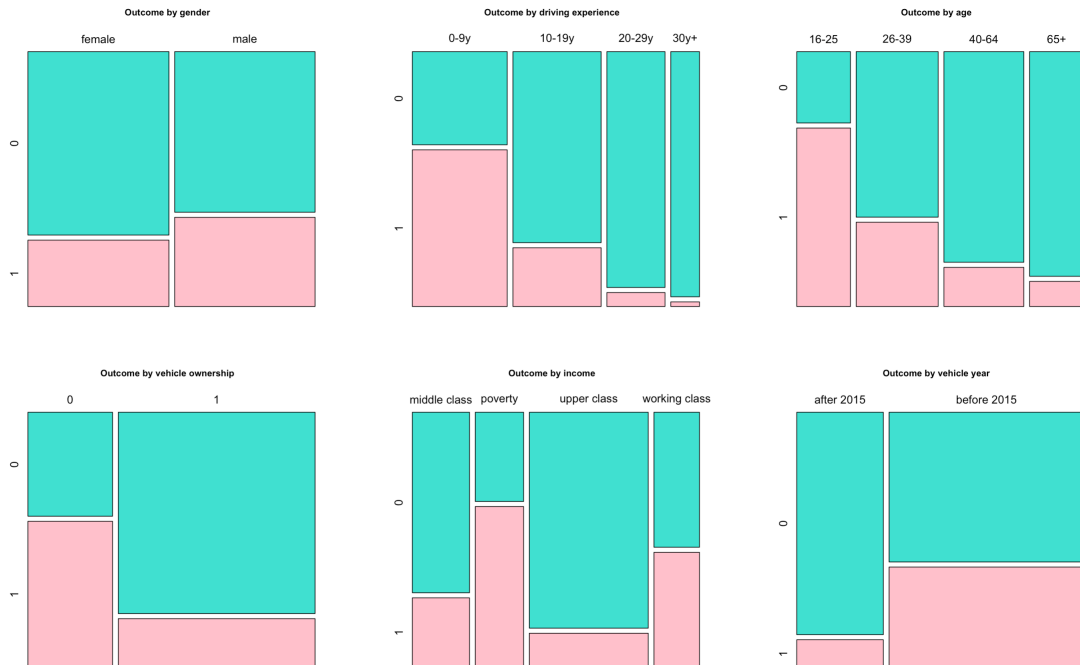 Outcome by gender
female male
0
1
Outcome by driving experience
0-9y 10-19y 20-29y 30y+
0
1
Outcome by age
16-25 26-39 40-64 65+
0
1
Outcome by vehicle ownership
0 1
0
1
Outcome by income
middle class poverty upper class working class
0
1
Outcome by vehicle year
after 2015 before 2015
0
1